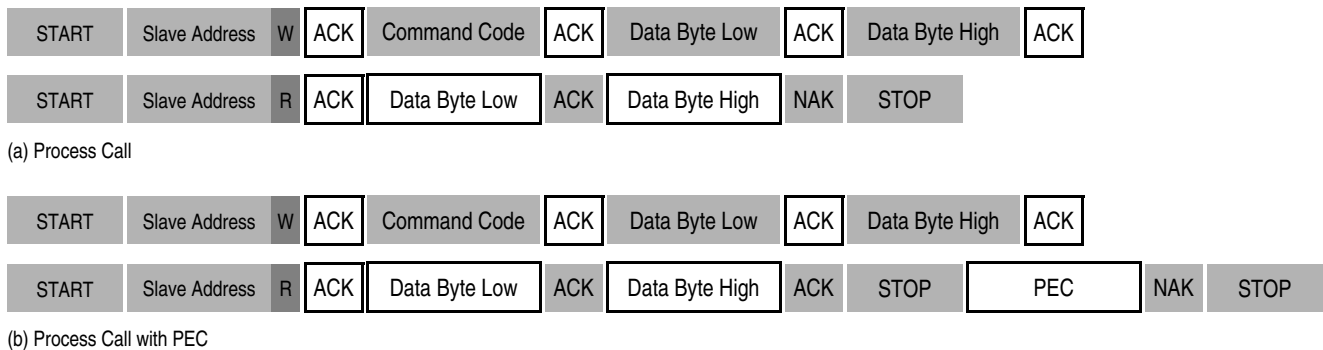 START Slave Address W ACK Command Code ACK Data Byte Low ACK Data Byte High ACK
START Slave Address R ACK Data Byte Low ACK Data Byte High NAK STOP
(a) Process Call
START Slave Address W ACK Command Code ACK Data Byte Low ACK Data Byte High ACK
START Slave Address R ACK Data Byte Low ACK Data Byte High ACK STOP PEC NAK STOP
(b) Process Call with PEC